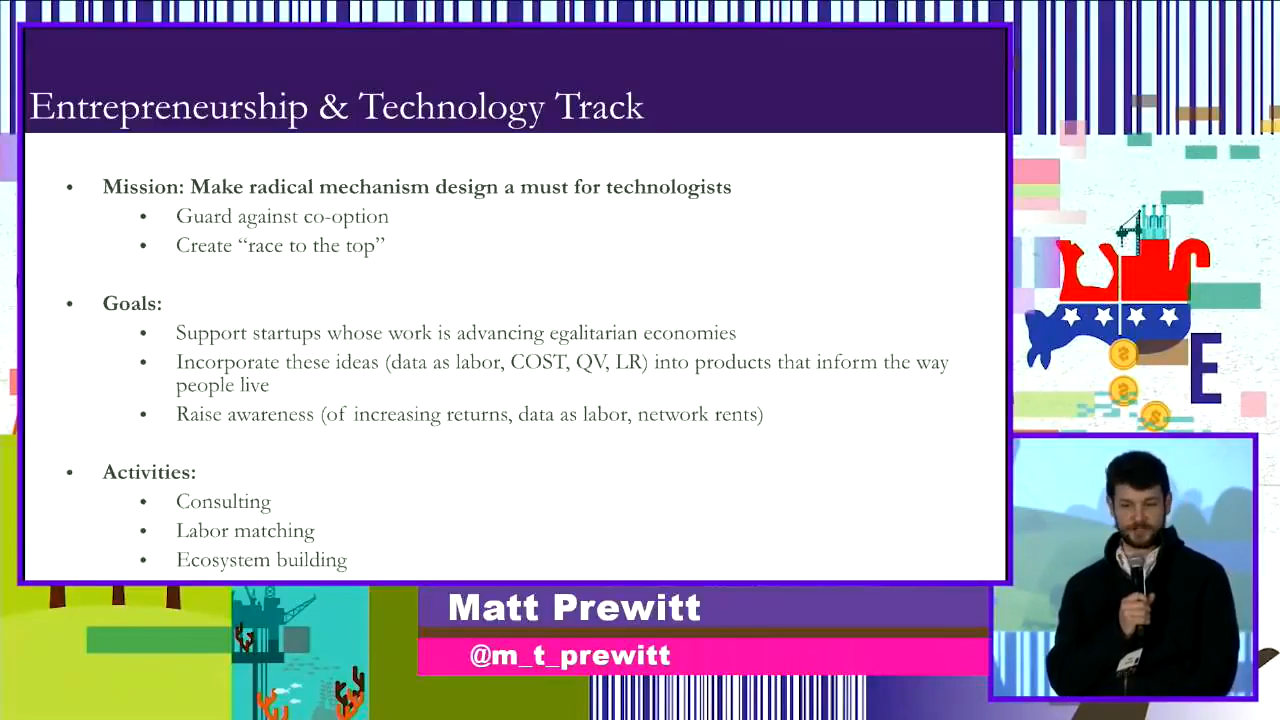 Entrepreneurship & Technology Track
• Mission: Make radical mechanism design a must for technologists
• Guard against co-option
• Create “race to the top”
• Goals:
• Support startups whose work is advancing egalitarian economies
• Incorporate these ideas (data as labor, COST, QV, LR) into products that inform the way
people live
• Raise awareness (of increasing returns, data as labor, network rents)
• Activities:
• Consulting
• Labor matching
• Ecosystem building
E
$
$
$
Matt Prewitt
@m_t_prewitt